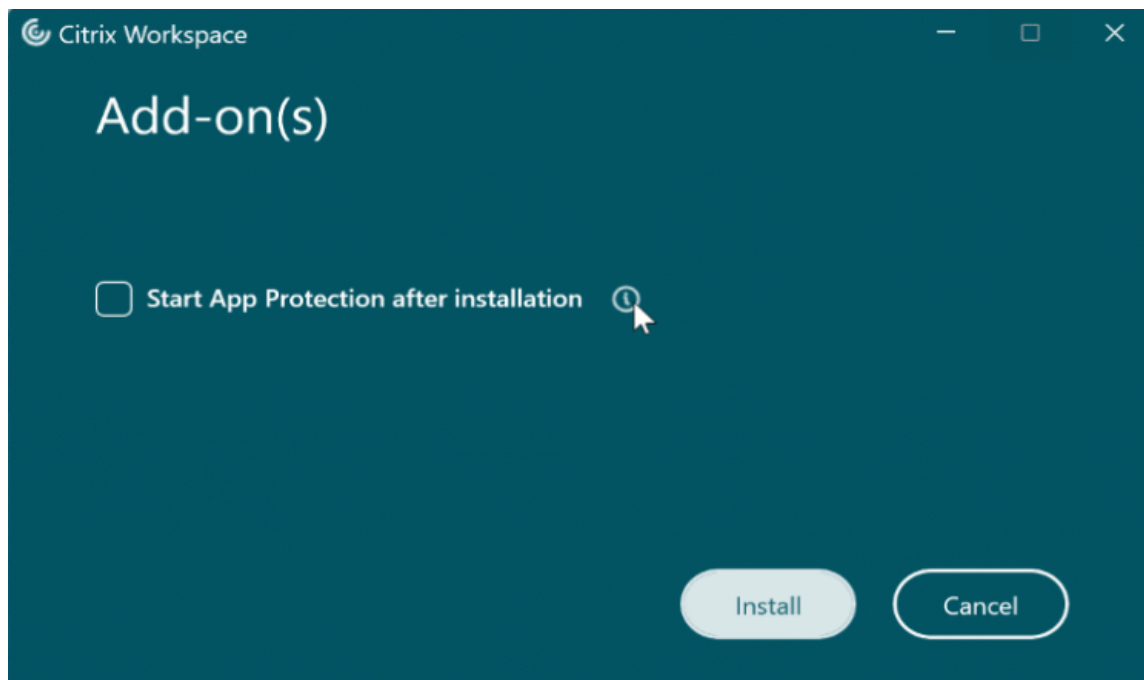 Citrix Workspace
Add-on(s)
Start App Protection after installation
Install Cancel